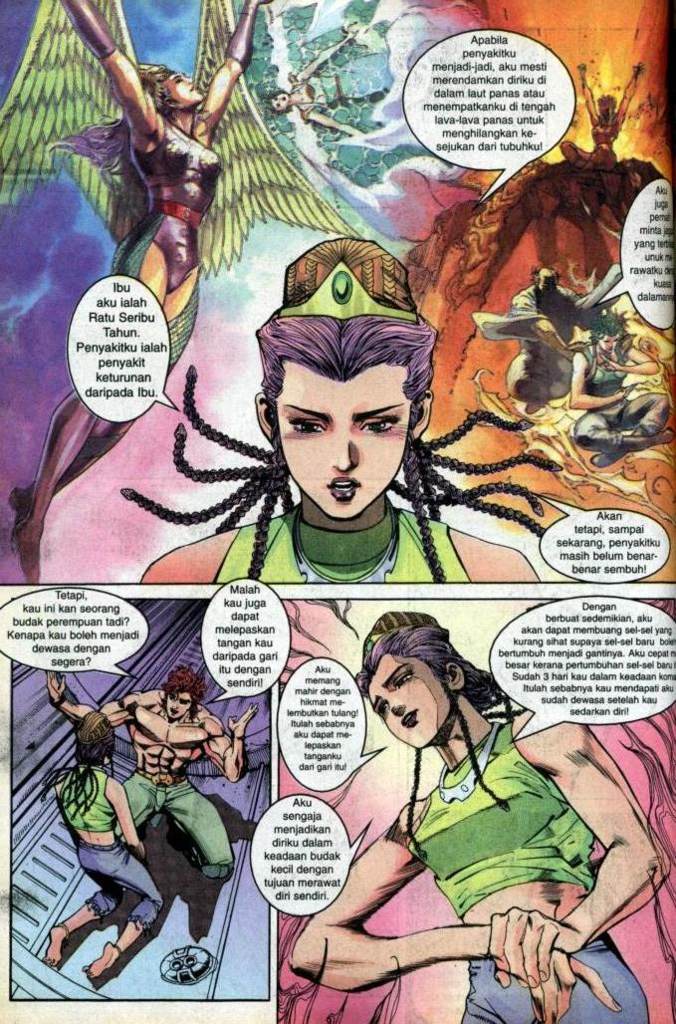 Apabila
penyakitku
menjadi-jadi, aku mesti
merendamkan diriku di
dalam laut panas atau
menempatkanku di tengah
lava-lava panas untuk
menghilangkan ke-
sejukan dari tubuhku!
Aku
juga
minta
yang
unuk
rawatku
kuasa
dalamann
Ibu
aku ialah
Ratu Seribu
Tahun.
Penyakitku ialah
penyakit
keturunan
daripada Ibu.
Akan
tetapi, sampai
sekarang, penyakitku
masih belum benar-
benar sembuh!
Tetapi,
kau ini kan seorang
budak perempuan tadi?
Kenapa kau boleh menjadi
dewasa dengan
segera?
Malah
kau juga
dapat
melepaskan
tangan kau
daripada gari
itu dengan
sendiri!
Aku
memang
mahir dengan
hikmat me-
lembutkan tulang!
Itulah sebabnya
aku dapat me-
lepaskan
tanganku
dari gari itu!
Dengan
berbuat sedemikian, aku
akan dapat membuang sel-sel yang
kurang sihat supaya sel-sel baru boleh
bertumbuh menjadi gantinya. Aku cepat m
besar kerana pertumbuhan sel-sel baru
Sudah 3 hari kau dalam keadaan
Itulah sebabnya kau mendapati aku
sudah dewasa setelah kau
sedarkan diri!
Aku
sengaja
menjadikan
diriku dalam
keadaan budak
kecil dengan
tujuan merawat
diri sendiri.